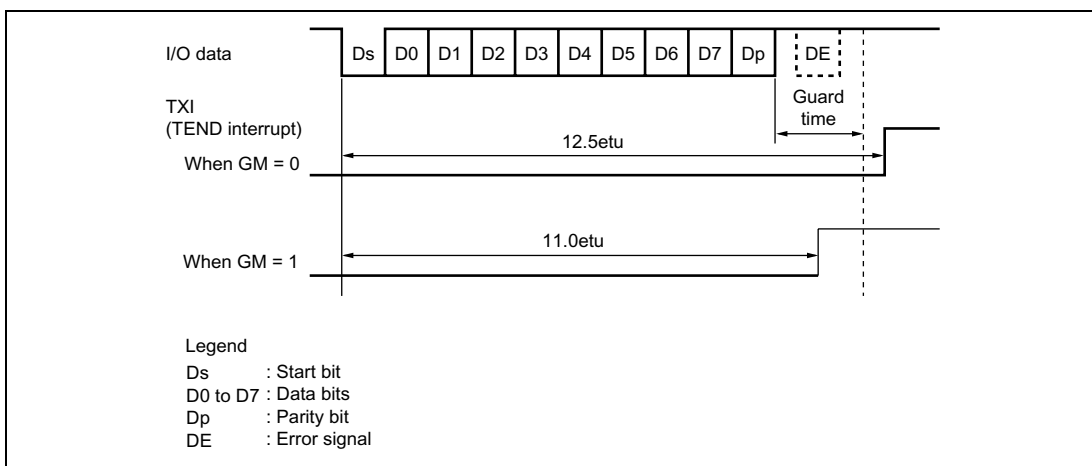 I/O data
Ds D0 D1 D2 D3 D4 D5 D6 D7 Dp DE
Guard
time
TXI
(TEND interrupt)
12.5etu
When GM = 0
11.0etu
When GM = 1
Legend
Ds : Start bit
D0 to D7 : Data bits
Dp : Parity bit
DE : Error signal